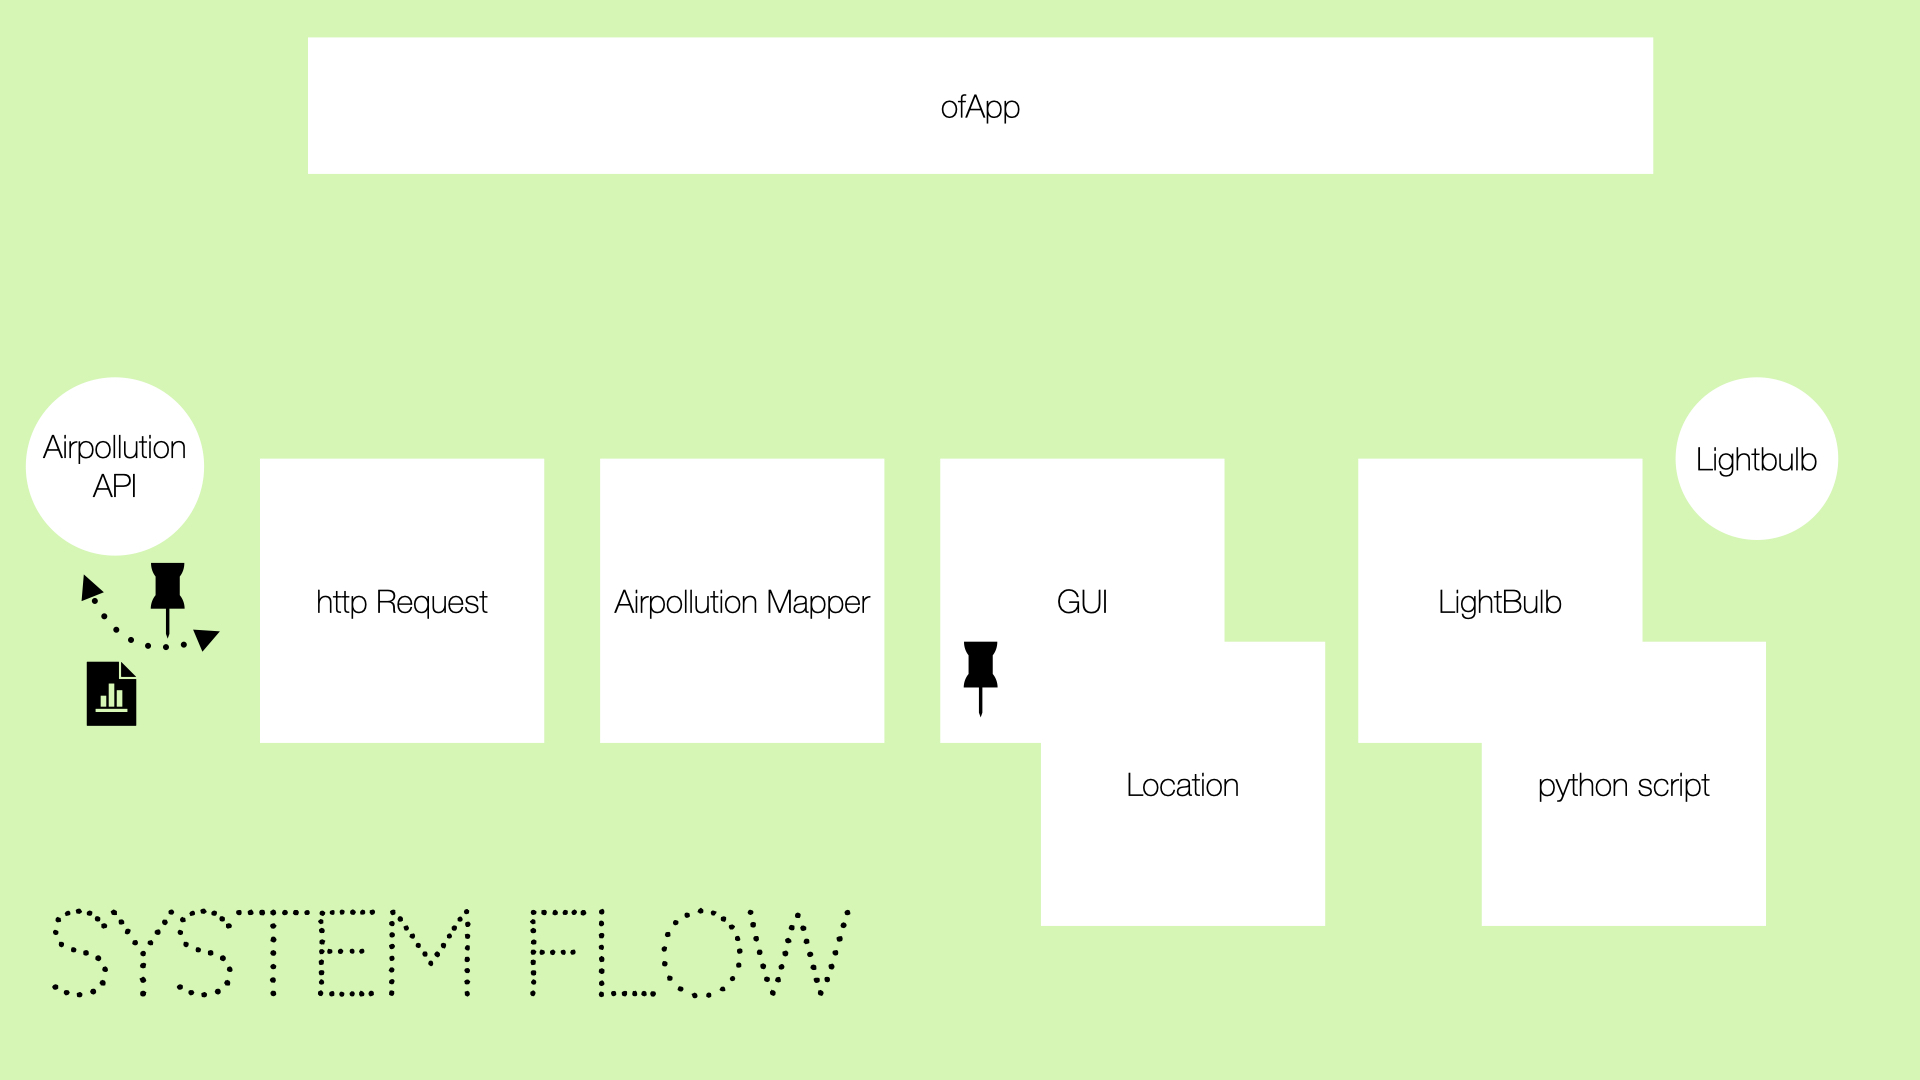 ofApp
Airpollution
API
Lightbulb
http Request
Airpollution Mapper
GUI
LightBulb
Location
python script
SYSTEM FLOW